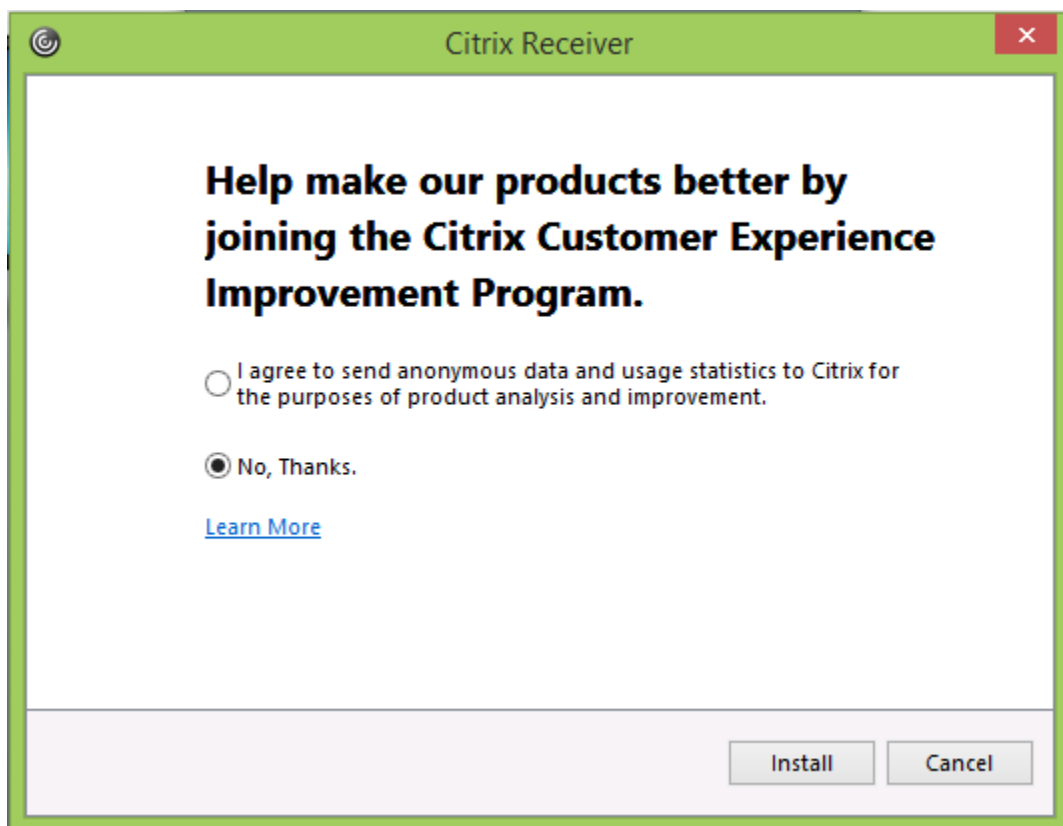 Citrix Receiver
Help make our products better by
joining the Citrix Customer Experience
Improvement Program.
I agree to send anonymous data and usage statistics to Citrix for
the purposes of product analysis and improvement.
No, Thanks.
Learn More
Install Cancel